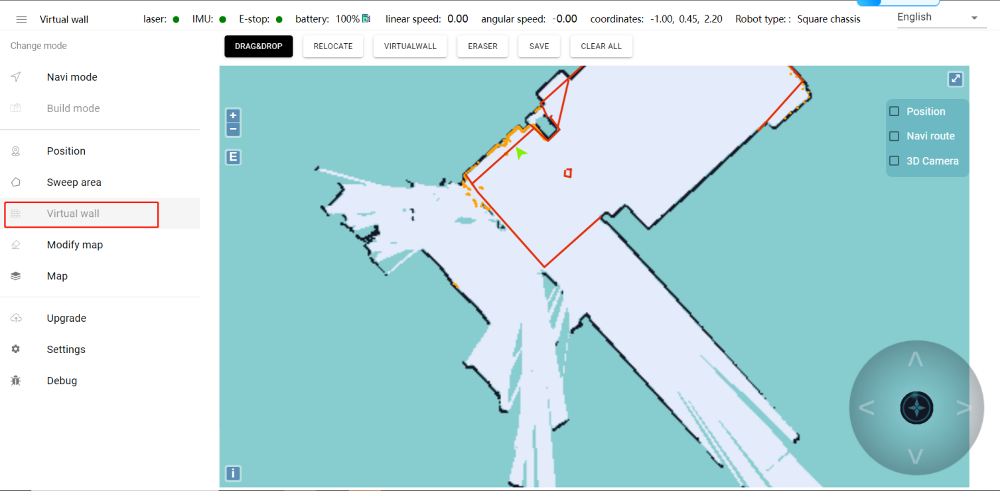 Virtual wall laser: IMU: E-stop: battery: 100% linear speed: 0.00 angular speed: -0.00 coordinates: -1.00, 0.45, 2.20 Robot type: : Square chassis English
Change mode
DRAG&DROP RELOCATE VIRTUALWALL ERASER SAVE CLEAR ALL
Navi mode
Build mode
Position
Sweep area
Virtual wall
Modify map
Map
Upgrade
Settings
Debug
+
−
E
i
Position
Navi route
3D Camera